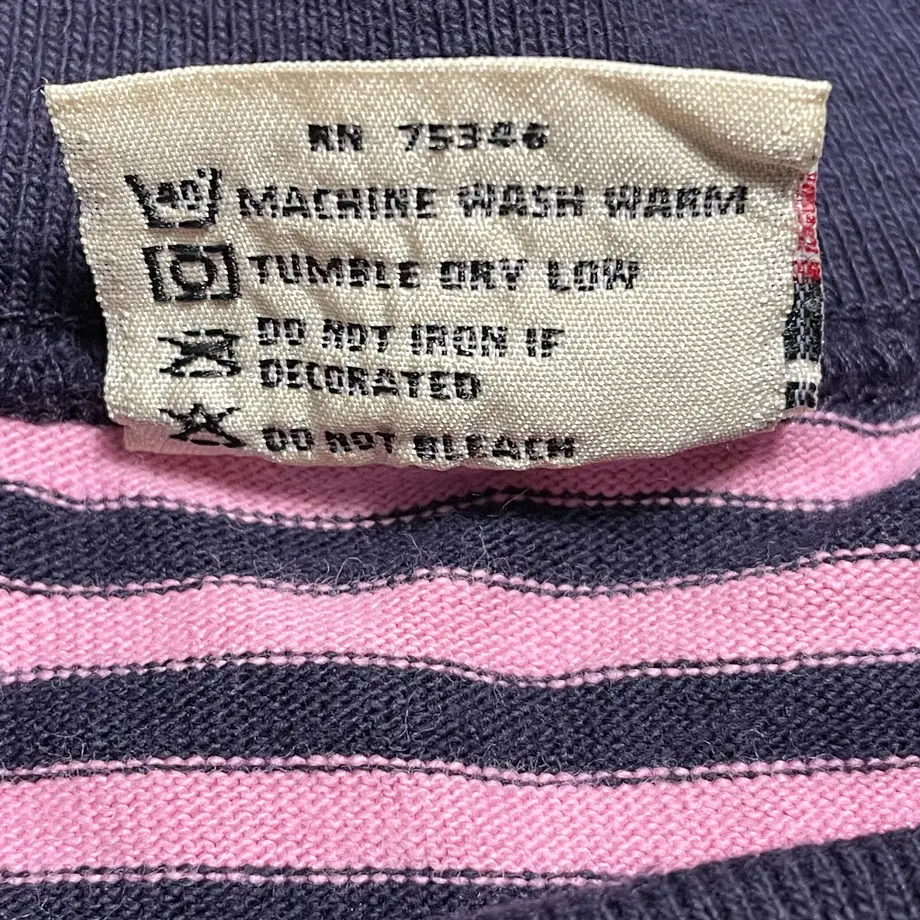 RN 75346
40° MACHINE WASH WARM
TUMBLE DRY LOW
DO NOT IRON IF
DECORATED
DO NOT BLEACH